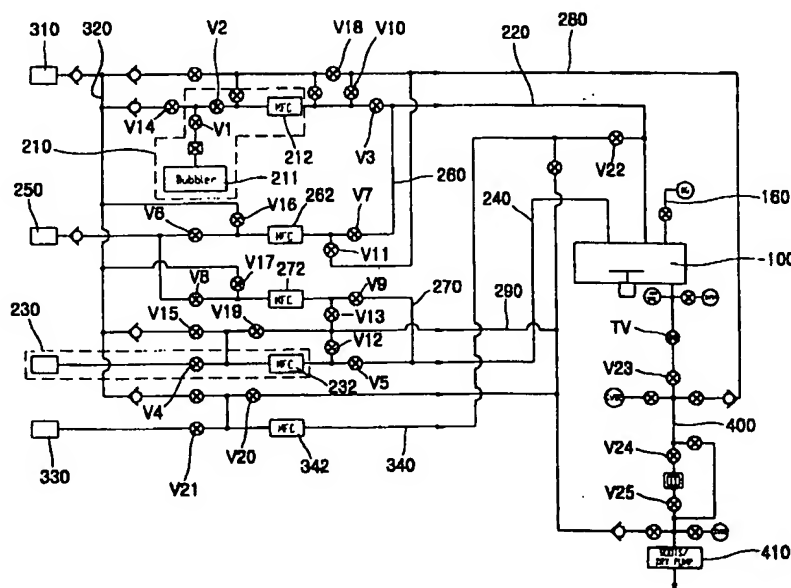 310
320
V2
V18
V10
220
280
V14
V1
MFC
212
V3
210
Bubbler
211
V22
260
240
160
250
V6
V16
262
V7
MFC
V11
100
V17
272
V8
MFC
V9
270
290
V13
TV
230
V15
V19
V12
V23
MFC
V4
232
V5
400
V20
V24
MFC
330
V21
342
340
V25
410
DRY PUMP